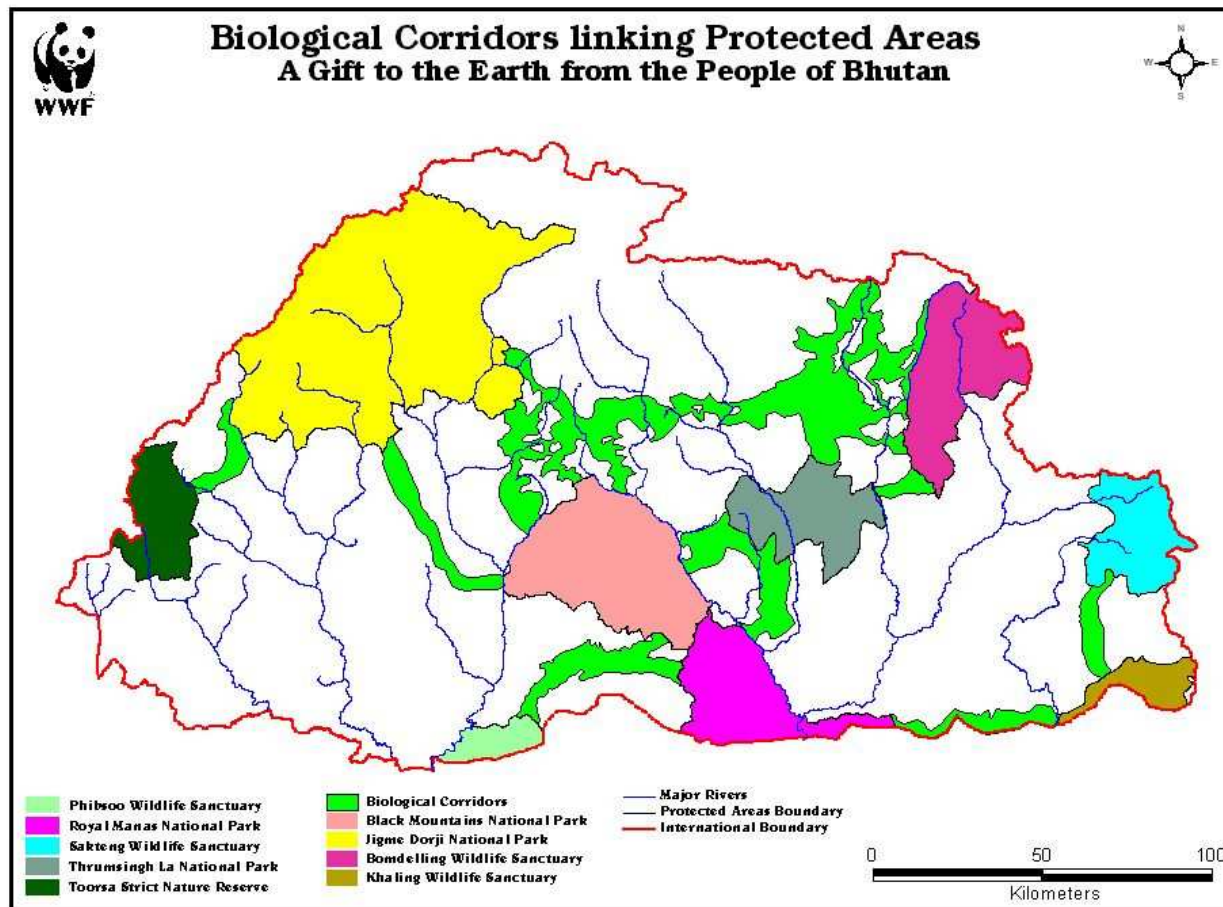 Biological Corridors linking Protected Areas
A Gift to the Earth from the People of Bhutan
WWF
N
W E
S
Phibsoo Wildlife Sanctuary
Royal Manas National Park
Sakteng Wildlife Sanctuary
Thrumsingh La National Park
Toorsa Strict Nature Reserve
Biological Corridors
Black Mountains National Park
Jigme Dorji National Park
Bomdelling Wildlife Sanctuary
Khaling Wildlife Sanctuary
Major Rivers
Protected Areas Boundary
International Boundary
0 50 100
Kilometers